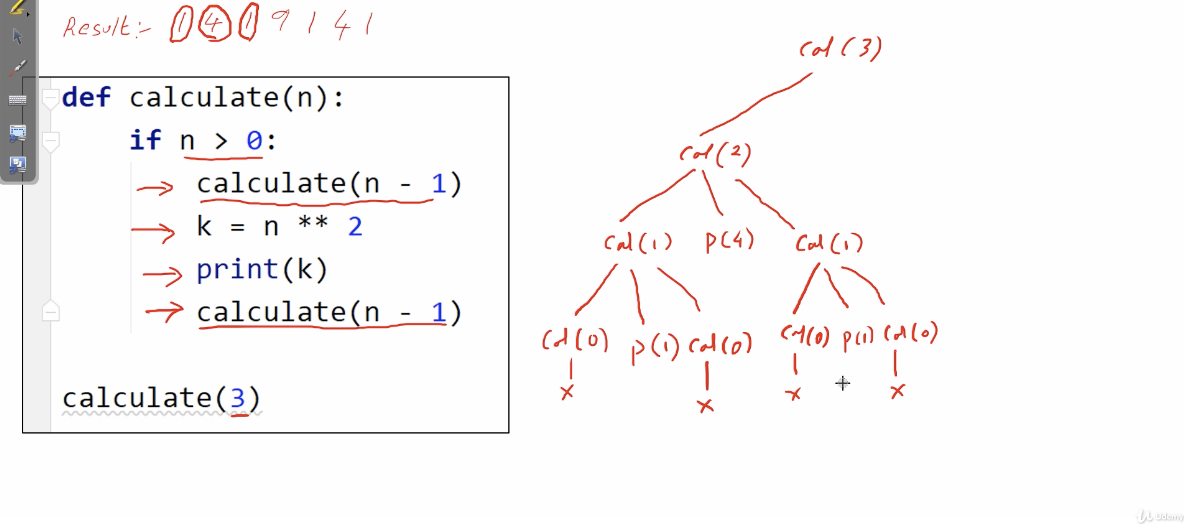 Result:- 1 4 1 9 1 4 1
def calculate(n):
if n > 0:
calculate(n - 1)
k = n ** 2
print(k)
calculate(n - 1)
calculate(3)
Cal(3)
Cal(2)
Cal(1) P(4) Cal(1)
Cal(0) P(1) Cal(0) Cal(0) P(1) Cal(0)
x x x x
Udemy